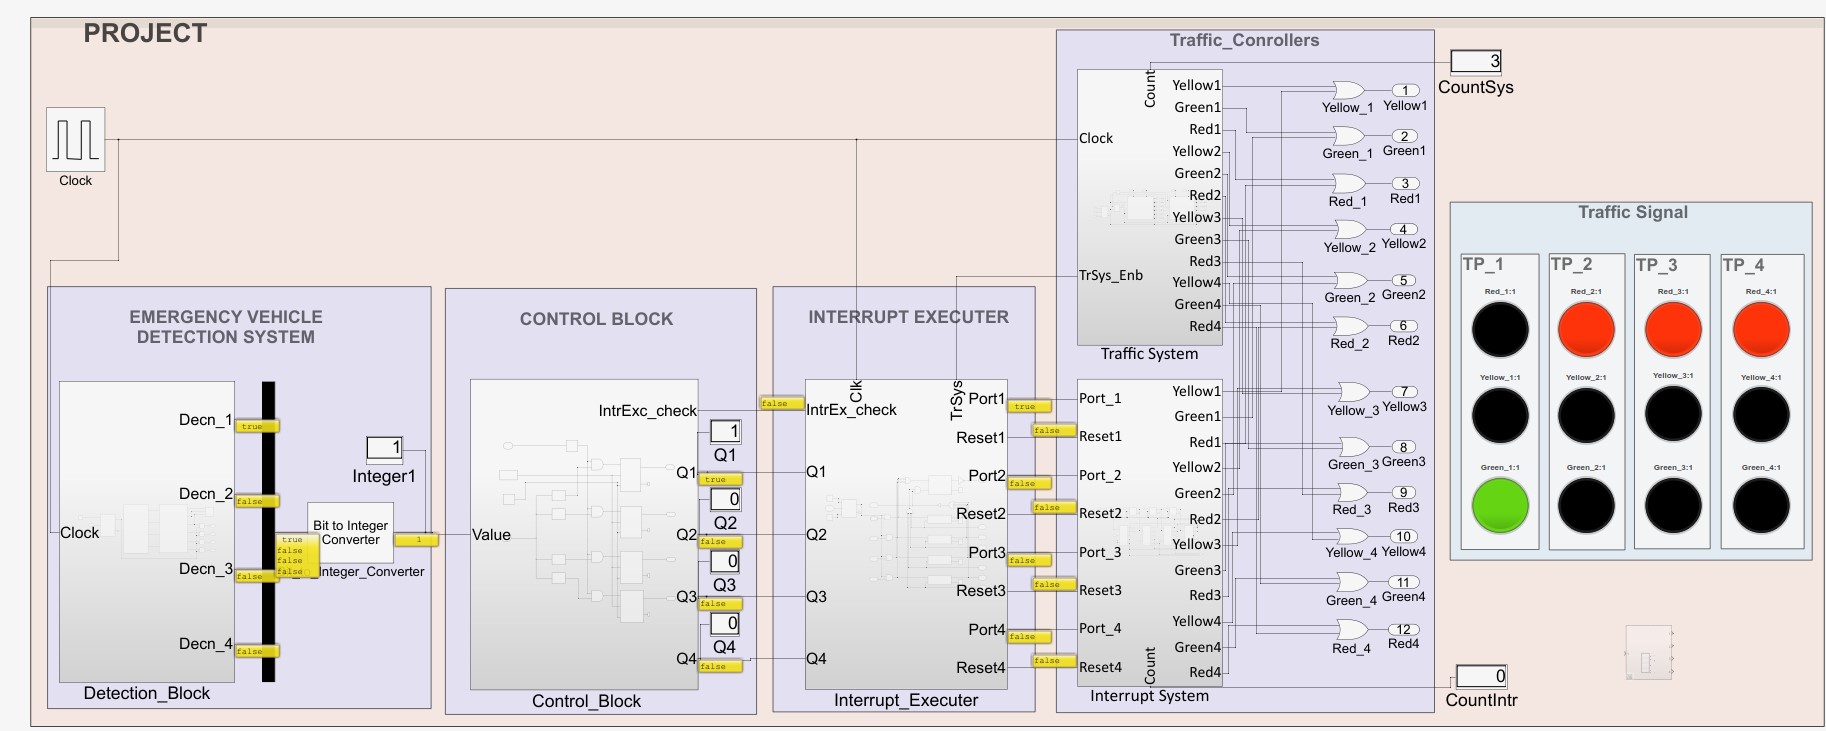 PROJECT
Clock
EMERGENCY VEHICLE
DETECTION SYSTEM
Decn_1
true
Decn_2
false
Clock
Decn_3
false
Decn_4
false
Detection_Block
1
Integer1
Bit to Integer
Converter
true
false
false
false
Integer_Converter
1
CONTROL BLOCK
IntrExc_check
1
Q1
Q1
true
0
Q2
Value
Q2
false
0
Q3
Q3
false
0
Q4
Q4
false
Control_Block
INTERRUPT EXECUTER
false
Clk
TrSys
IntrEx_check
Q1
Q2
Q3
Q4
Port1
true
Reset1
false
Port2
false
Reset2
false
Port3
false
Reset3
false
Port4
false
Reset4
false
Interrupt_Executer
Traffic_Conrollers
Count
Clock
TrSys_Enb
Yellow1
Green1
Red1
Yellow2
Green2
Red2
Yellow3
Green3
Red3
Yellow4
Green4
Red4
Traffic System
Port_1
Reset1
Port_2
Reset2
Port_3
Reset3
Port_4
Reset4
Count
Yellow1
Green1
Red1
Yellow2
Green2
Red2
Yellow3
Green3
Red3
Yellow4
Green4
Red4
Interrupt System
1
Yellow_1 Yellow1
2
Green_1 Green1
3
Red_1 Red1
4
Yellow_2 Yellow2
5
Green_2 Green2
6
Red_2 Red2
7
Yellow_3 Yellow3
8
Green_3 Green3
9
Red_3 Red3
10
Yellow_4 Yellow4
11
Green_4 Green4
12
Red_4 Red4
3
CountSys
Traffic Signal
TP_1 TP_2 TP_3 TP_4
Red_1:1 Red_2:1 Red_3:1 Red_4:1
Yellow_1:1 Yellow_2:1 Yellow_3:1 Yellow_4:1
Green_1:1 Green_2:1 Green_3:1 Green_4:1
0
CountIntr